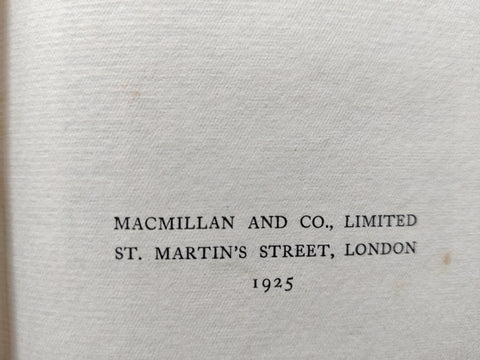 MACMILLAN AND CO., LIMITED
ST. MARTIN'S STREET, LONDON
1925